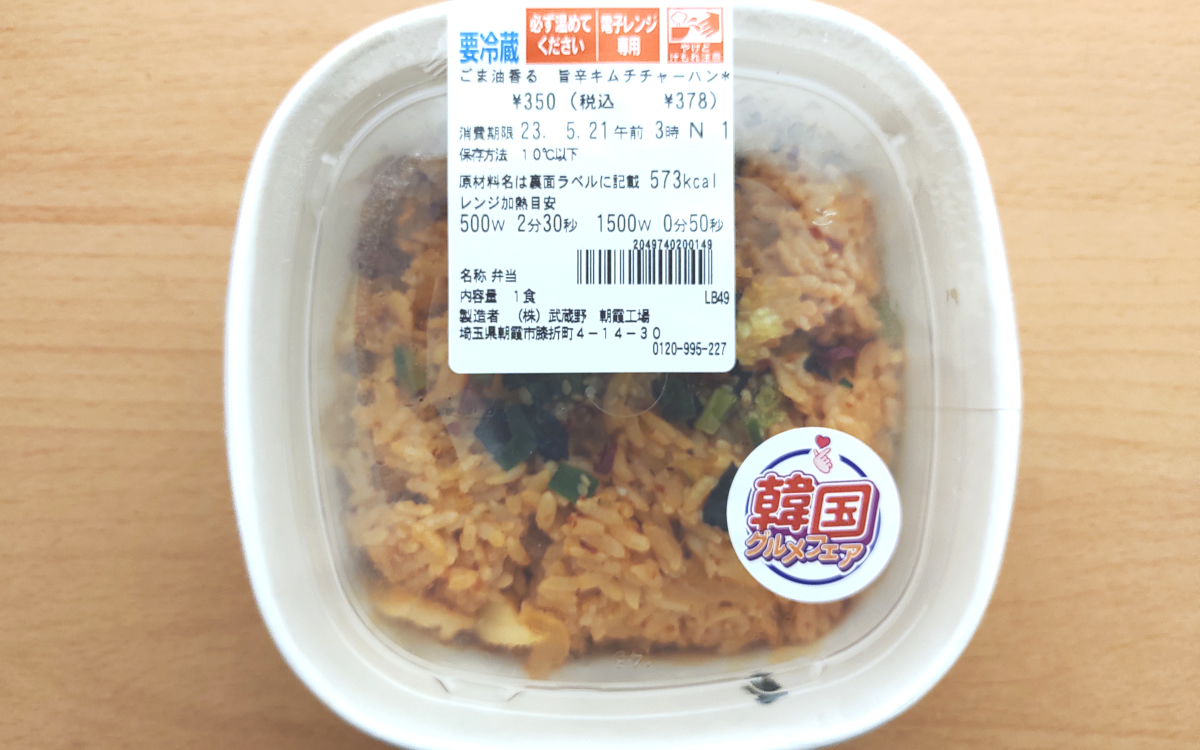 要冷蔵
必ず温めて
ください
電子レンジ
専用
やけど
けもれ注意
ごま油香る 旨辛キムチチャーハン*
¥350 (税込 ¥378)
消費期限 23. 5.21午前 3時 N 1
保存方法 10℃以下
原材料名は裏面ラベルに記載 573kcal
レンジ加熱目安
500W 2分30秒 1500W 0分50秒
2049740200149
名称 弁当
内容量 1食 LB49
製造者 (株)武蔵野 朝霞工場
埼玉県朝霞市膝折町4-14-30
0120-995-227
韓国
グルメフェア